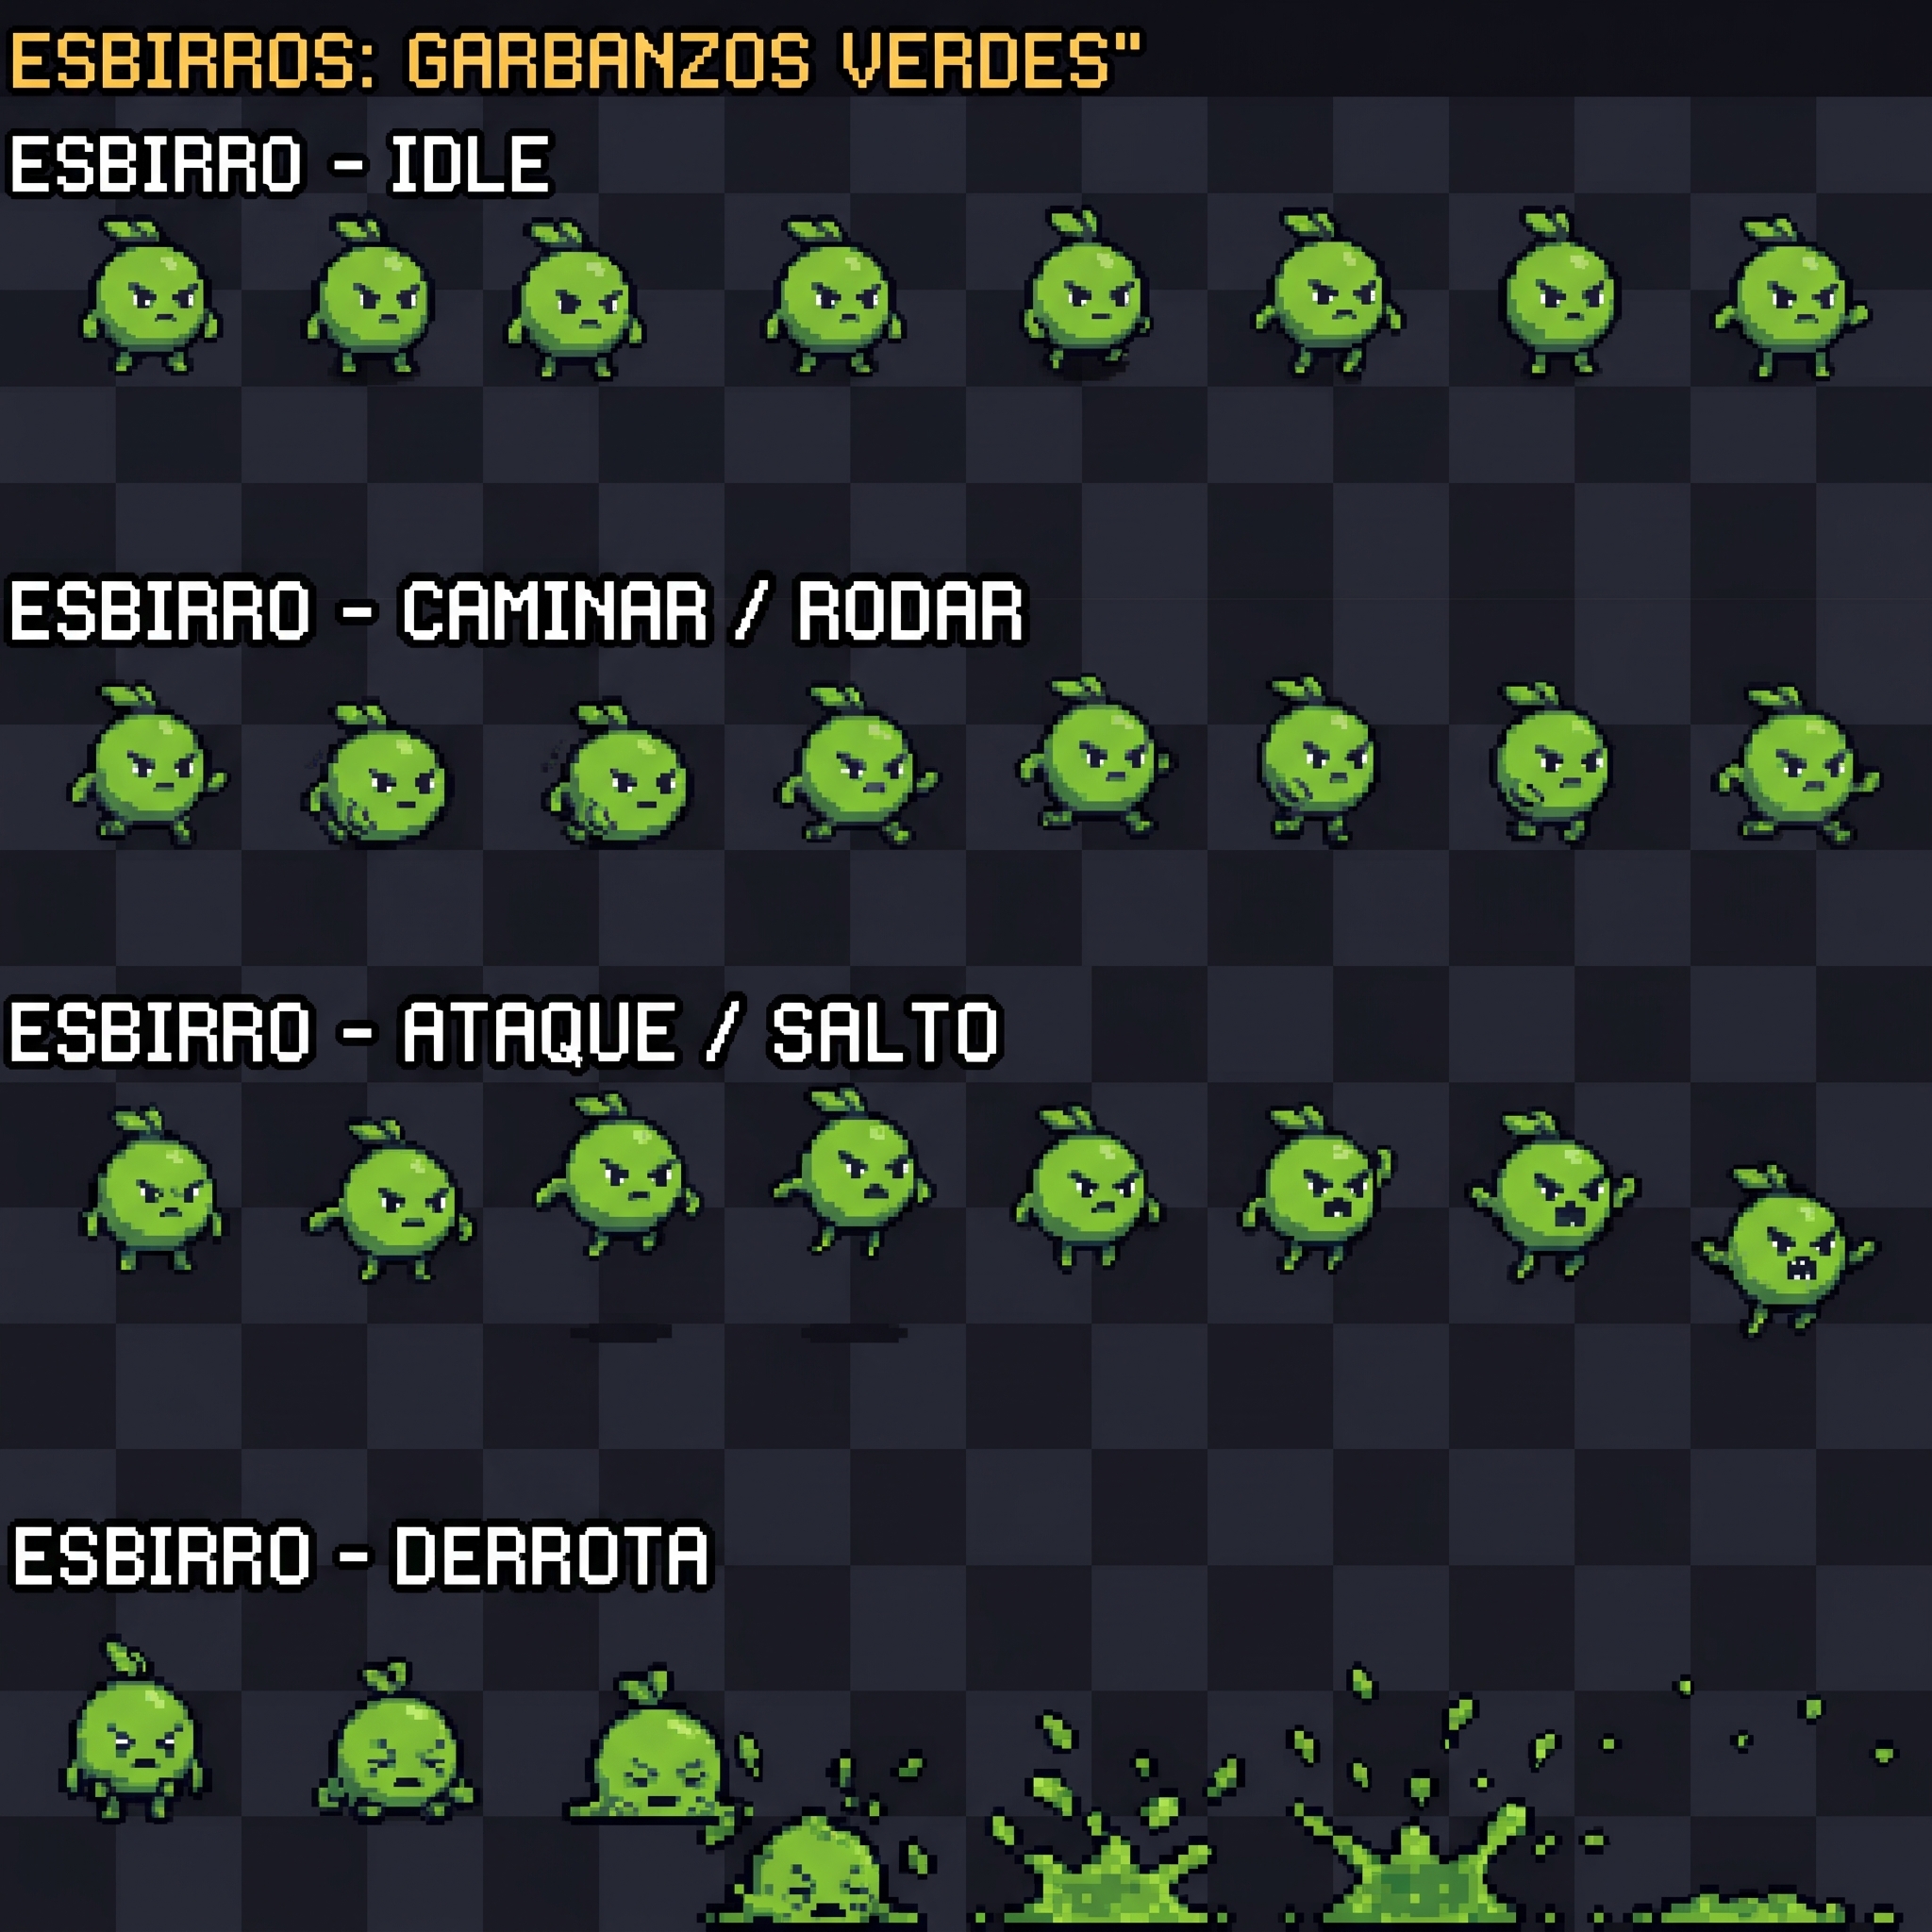 ESBIRROS: GARBANZOS VERDES"
ESBIRRO - IDLE
ESBIRRO - CAMINAR / RODAR
ESBIRRO - ATAQUE / SALTO
ESBIRRO - DERROTA